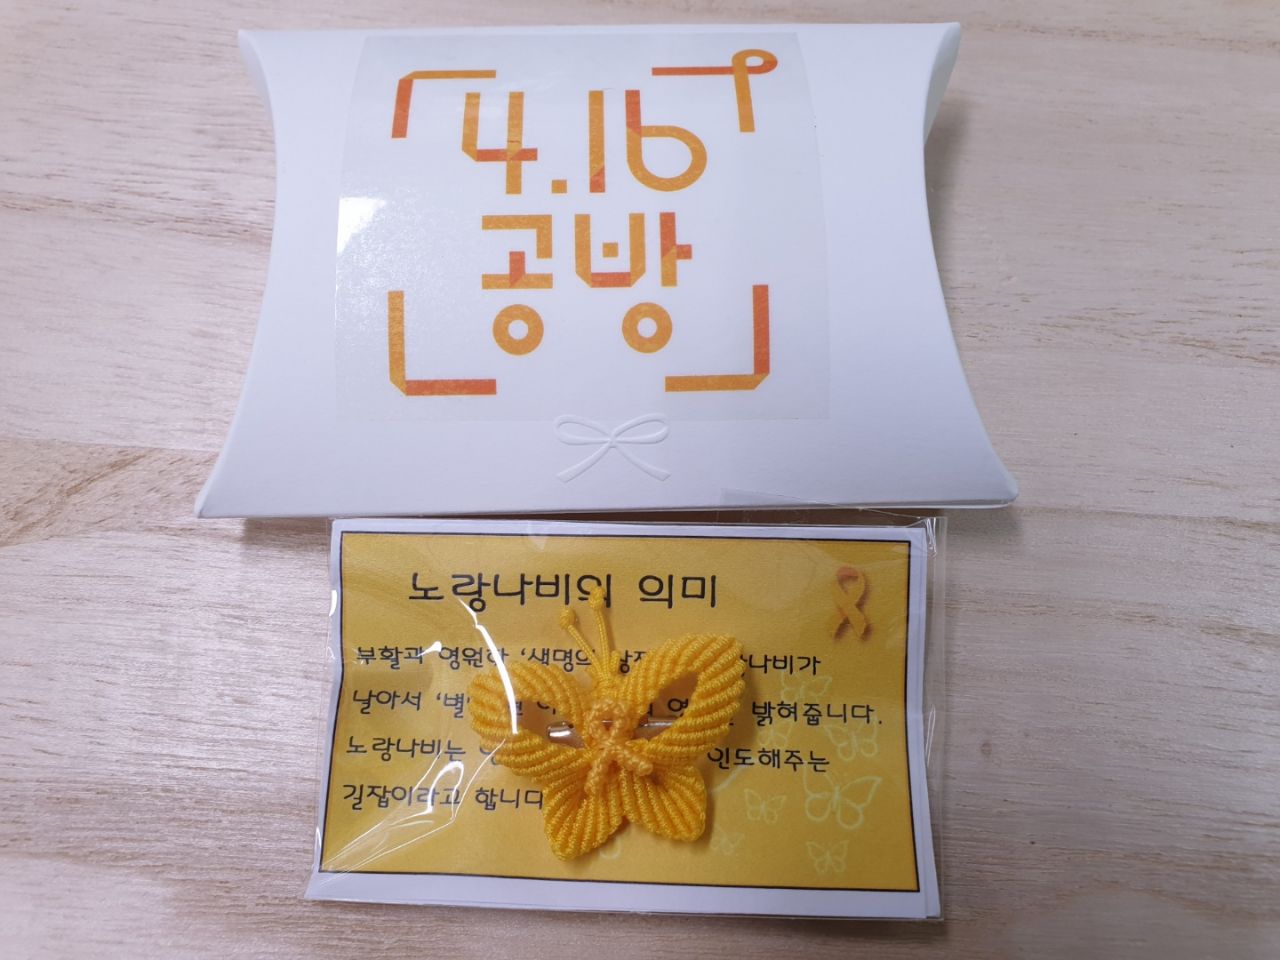 4.16
공방
노랑나비의 의미
부활과 영원한 '생명의 나비가
날아서 '별 밝혀줍니다.
노랑나비는 인도해주는
길잡이라고 합니다